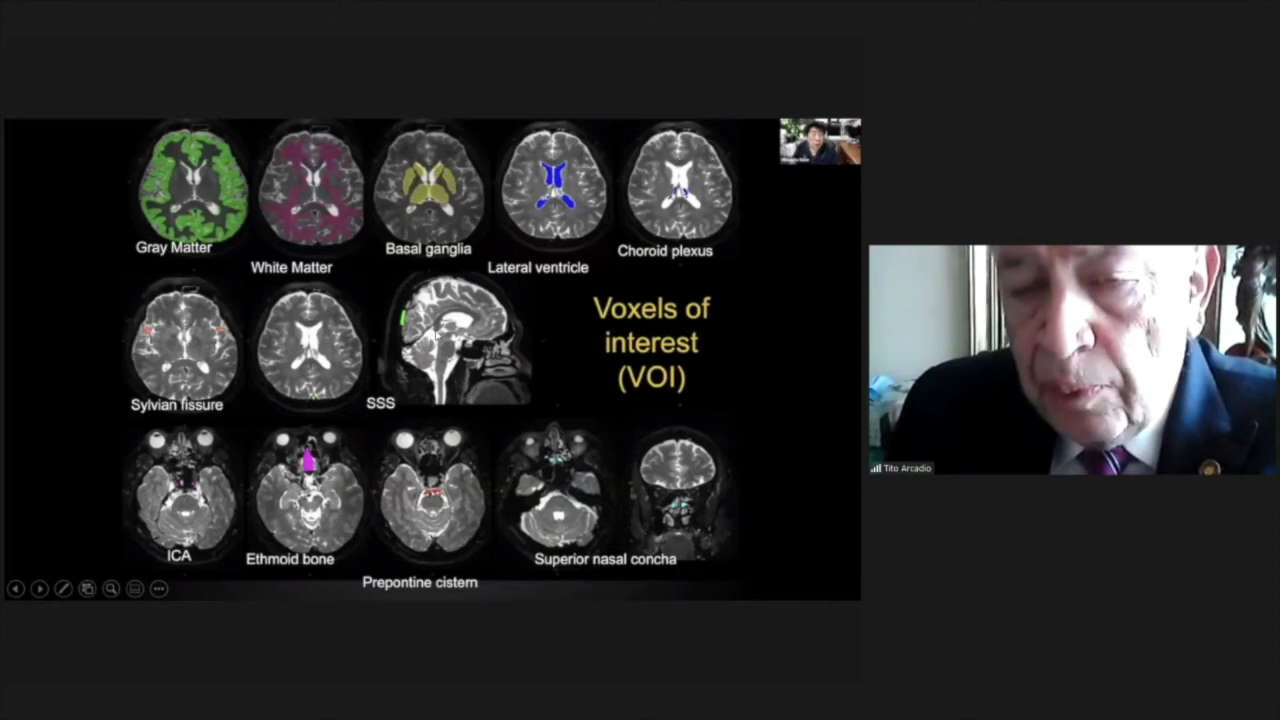 Gray Matter
White Matter
Basal ganglia
Lateral ventricle
Choroid plexus
Sylvian fissure
SSS
Voxels of
interest
(VOI)
ICA
Ethmoid bone
Prepontine cistern
Superior nasal concha
Tito Arcadio